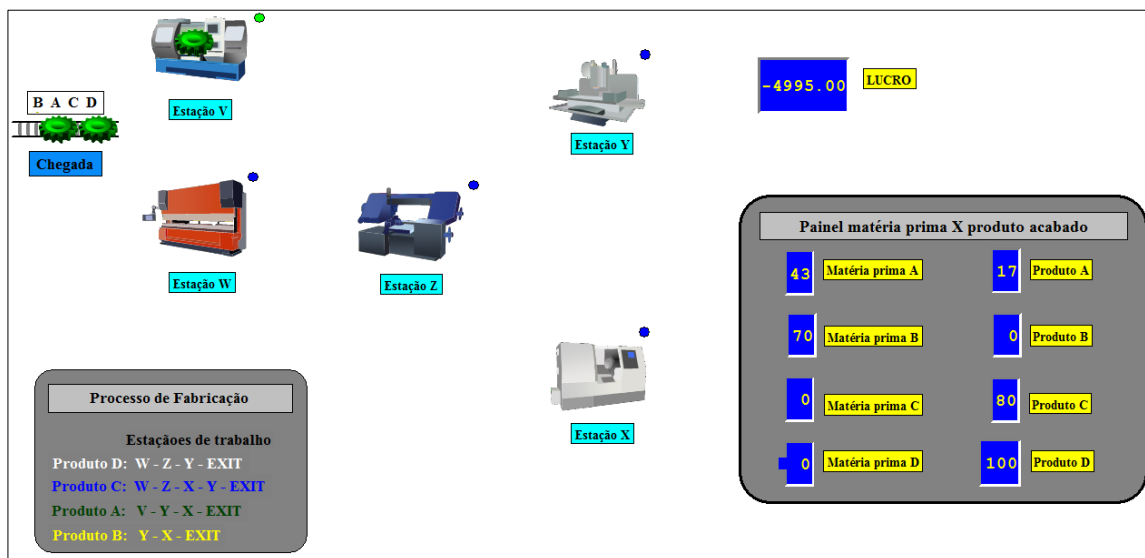 -4995.00
LUCRO
Estação V
Estação Y
B A C D
Chegada
Estação W
Estação Z
Estação X
Painel matéria prima X produto acabado
43 Matéria prima A 17 Produto A
70 Matéria prima B 0 Produto B
0 Matéria prima C 80 Produto C
0 Matéria prima D 100 Produto D
Processo de Fabricação
Estaçãoes de trabalho
Produto D: W - Z - Y - EXIT
Produto C: W - Z - X - Y - EXIT
Produto A: V - Y - X - EXIT
Produto B: Y - X - EXIT